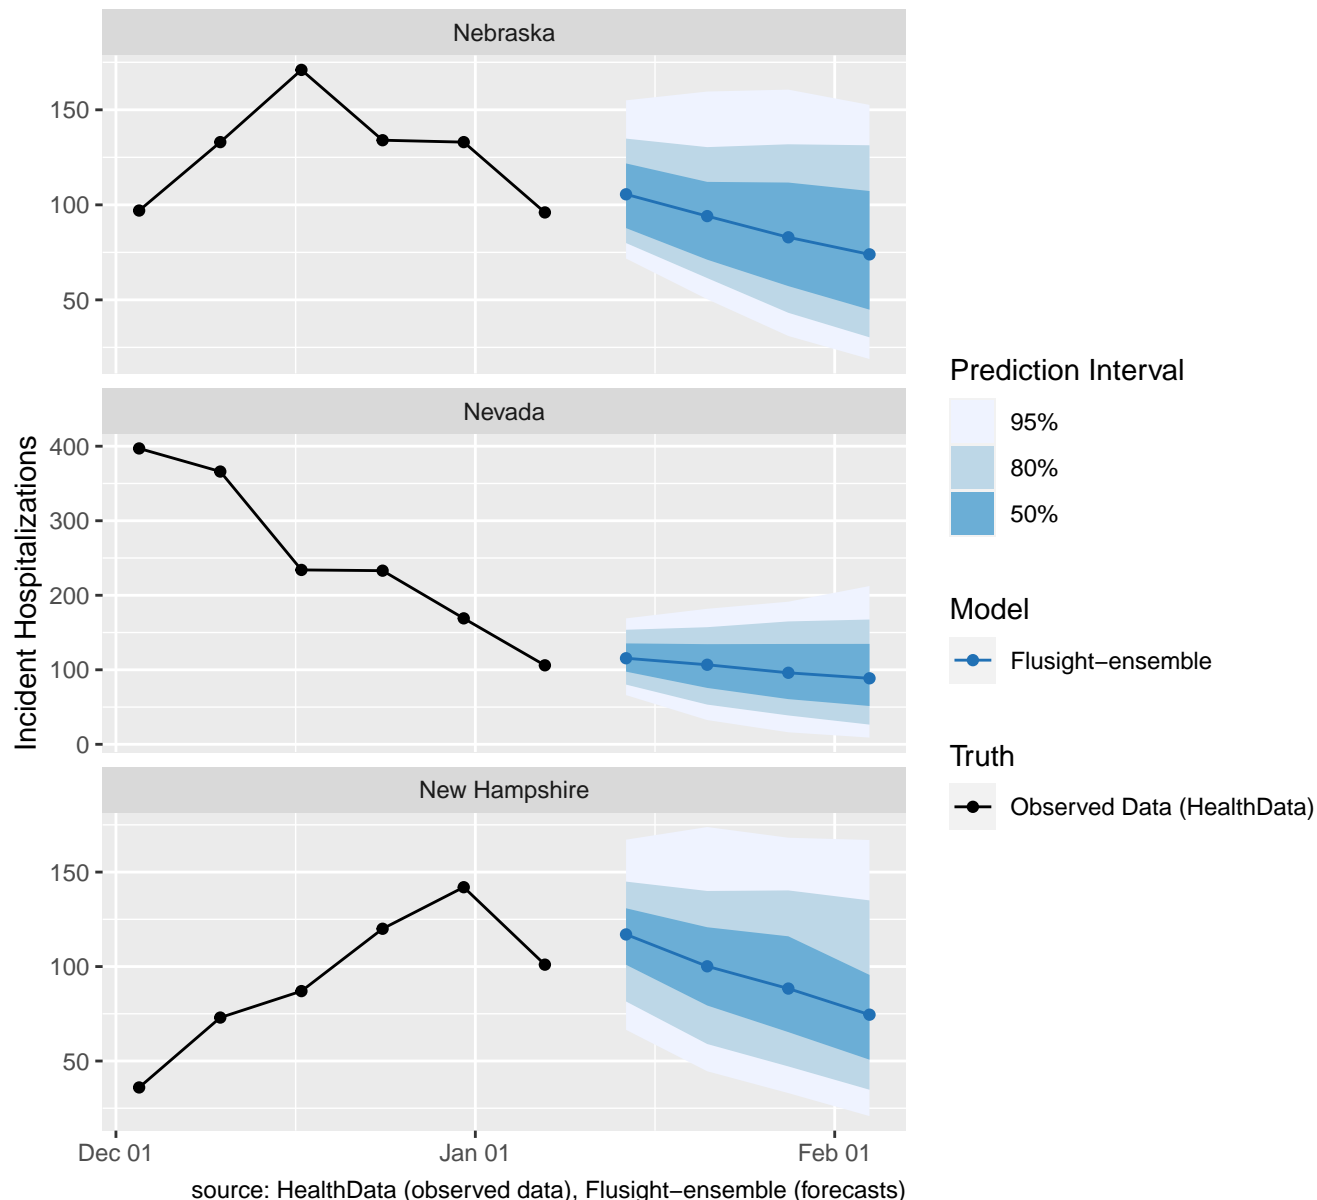 Nebraska
150
100
50
Nevada
400
300
200
100
0
New Hampshire
150
100
50
Dec 01
Jan 01
Feb 01
Incident Hospitalizations
source: HealthData (observed data), Flusight−ensemble (forecasts)
Prediction Interval
95%
80%
50%
Model
Flusight−ensemble
Truth
Observed Data (HealthData)